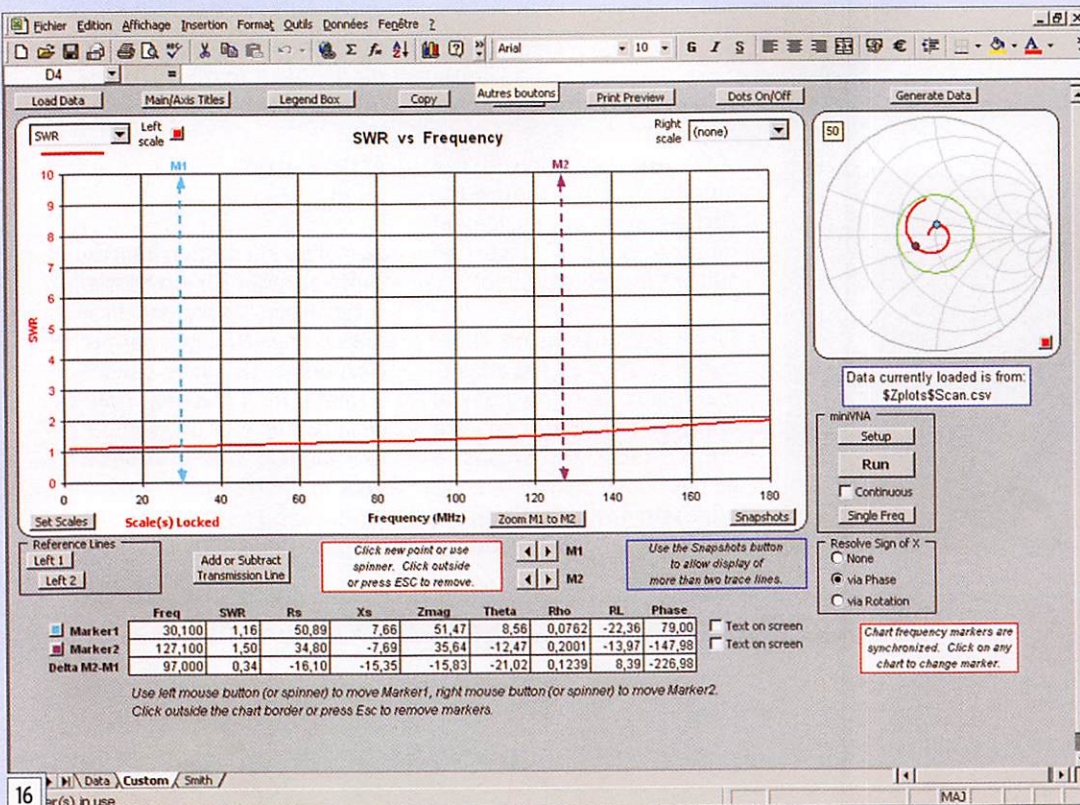 Fichier Edition Affichage Insertion Format Outils Données Fenêtre ?
Arial 10 G I S €
D4 =
Load Data Main/Axis Titles Legend Box Copy Autres boutons Print Preview Dots On/Off Generate Data
SWR Left scale SWR vs Frequency Right scale (none)
50
M1 M2
10
9
8
7
6
5
4
3
2
1
0
SWR
0 20 40 60 80 100 120 140 160 180
Set Scales Scale(s) Locked Frequency (MHz) Zoom M1 to M2 Snapshots
Data currently loaded is from:
$Zplots$Scan.csv
miniVNA
Setup
Run
Continuous
Single Freq
Resolve Sign of X
None
via Phase
via Rotation
Reference Lines
Left 1
Left 2
Add or Subtract
Transmission Line
Click new point or use
spinner. Click outside
or press ESC to remove.
M1
M2
Use the Snapshots button
to allow display of
more than two trace lines.
Freq SWR Rs Xs Zmag Theta Rho RL Phase
Marker1 30,100 1,16 50,89 7,66 51,47 8,56 0,0762 -22,36 79,00 Text on screen
Marker2 127,100 1,50 34,80 -7,69 35,64 -12,47 0,2001 -13,97 -147,98 Text on screen
Delta M2-M1 97,000 0,34 -16,10 -15,35 -15,83 -21,02 0,1239 8,39 -226,98
Chart frequency markers are
synchronized. Click on any
chart to change marker.
Use left mouse button (or spinner) to move Marker1, right mouse button (or spinner) to move Marker2.
Click outside the chart border or press Esc to remove markers.
Data Custom Smith
16
er(s) in use MAJ